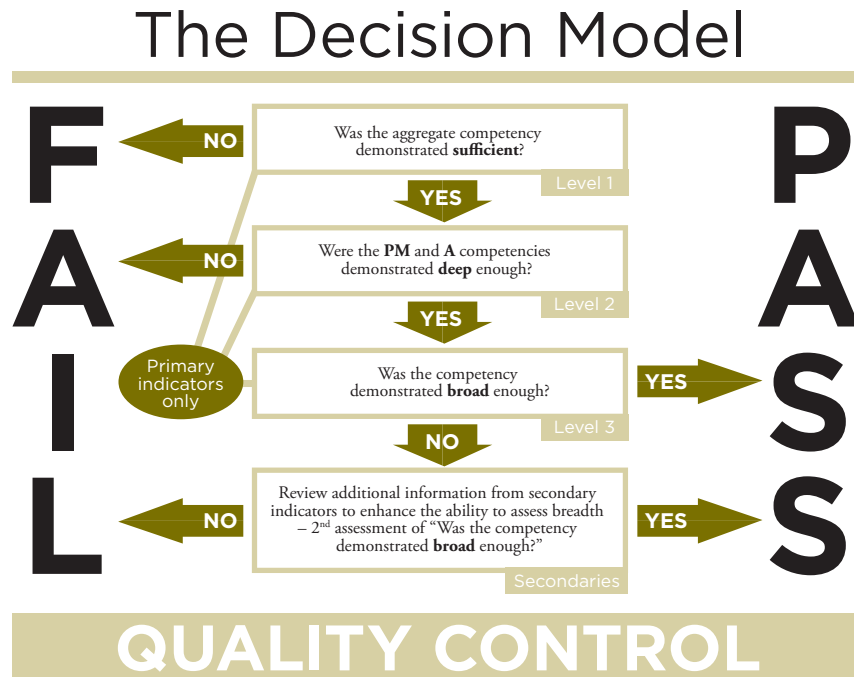 The Decision Model
FAIL
PASS
NO
Was the aggregate competency
demonstrated sufficient?
Level 1
YES
NO
Were the PM and A competencies
demonstrated deep enough?
Level 2
YES
Primary
indicators
only
Was the competency
demonstrated broad enough?
YES
Level 3
NO
NO
Review additional information from secondary
indicators to enhance the ability to assess breadth
– 2nd assessment of “Was the competency
demonstrated broad enough?”
YES
Secondaries
QUALITY CONTROL